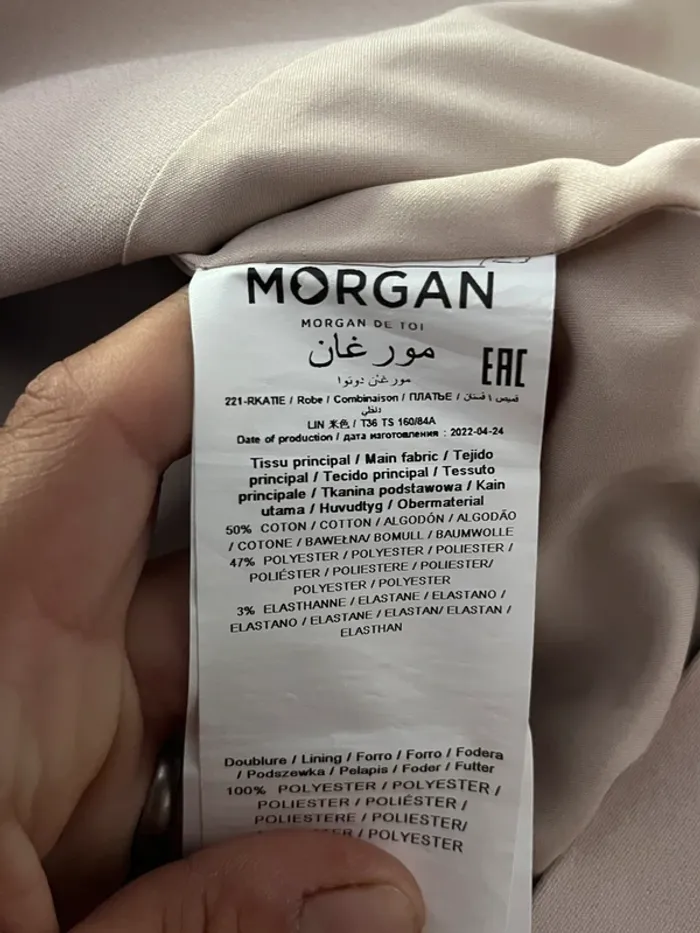 MORGAN
MORGAN DE TOI
مورغان
EAC
مورغان دوتوا
221-RKATIE / Robe / Combinaison / ПЛАТЬЕ / قميص \ فستان
LIN 米色 / T36 TS 160/84A
Date of production / дата изготовления : 2022-04-24
Tissu principal / Main fabric / Tejido
principal / Tecido principal / Tessuto
principale / Tkanina podstawowa / Kain
utama / Huvudtyg / Obermaterial
50% COTON / COTTON / ALGODÓN / ALGODÃO
/ COTONE / BAWEŁNA/ BOMULL / BAUMWOLLE
47% POLYESTER / POLYESTER / POLIESTER /
POLIÉSTER / POLIESTERE / POLIESTER/
POLYESTER / POLYESTER
3% ELASTHANNE / ELASTANE / ELASTANO /
ELASTANO / ELASTANE / ELASTAN/ ELASTAN /
ELASTHAN
Doublure / Lining / Forro / Forro / Fodera
/ Podszewka / Pelapis / Foder / Futter
100% POLYESTER / POLYESTER /
POLIESTER / POLIÉSTER /
POLIESTERE / POLIESTER/
/ POLYESTER